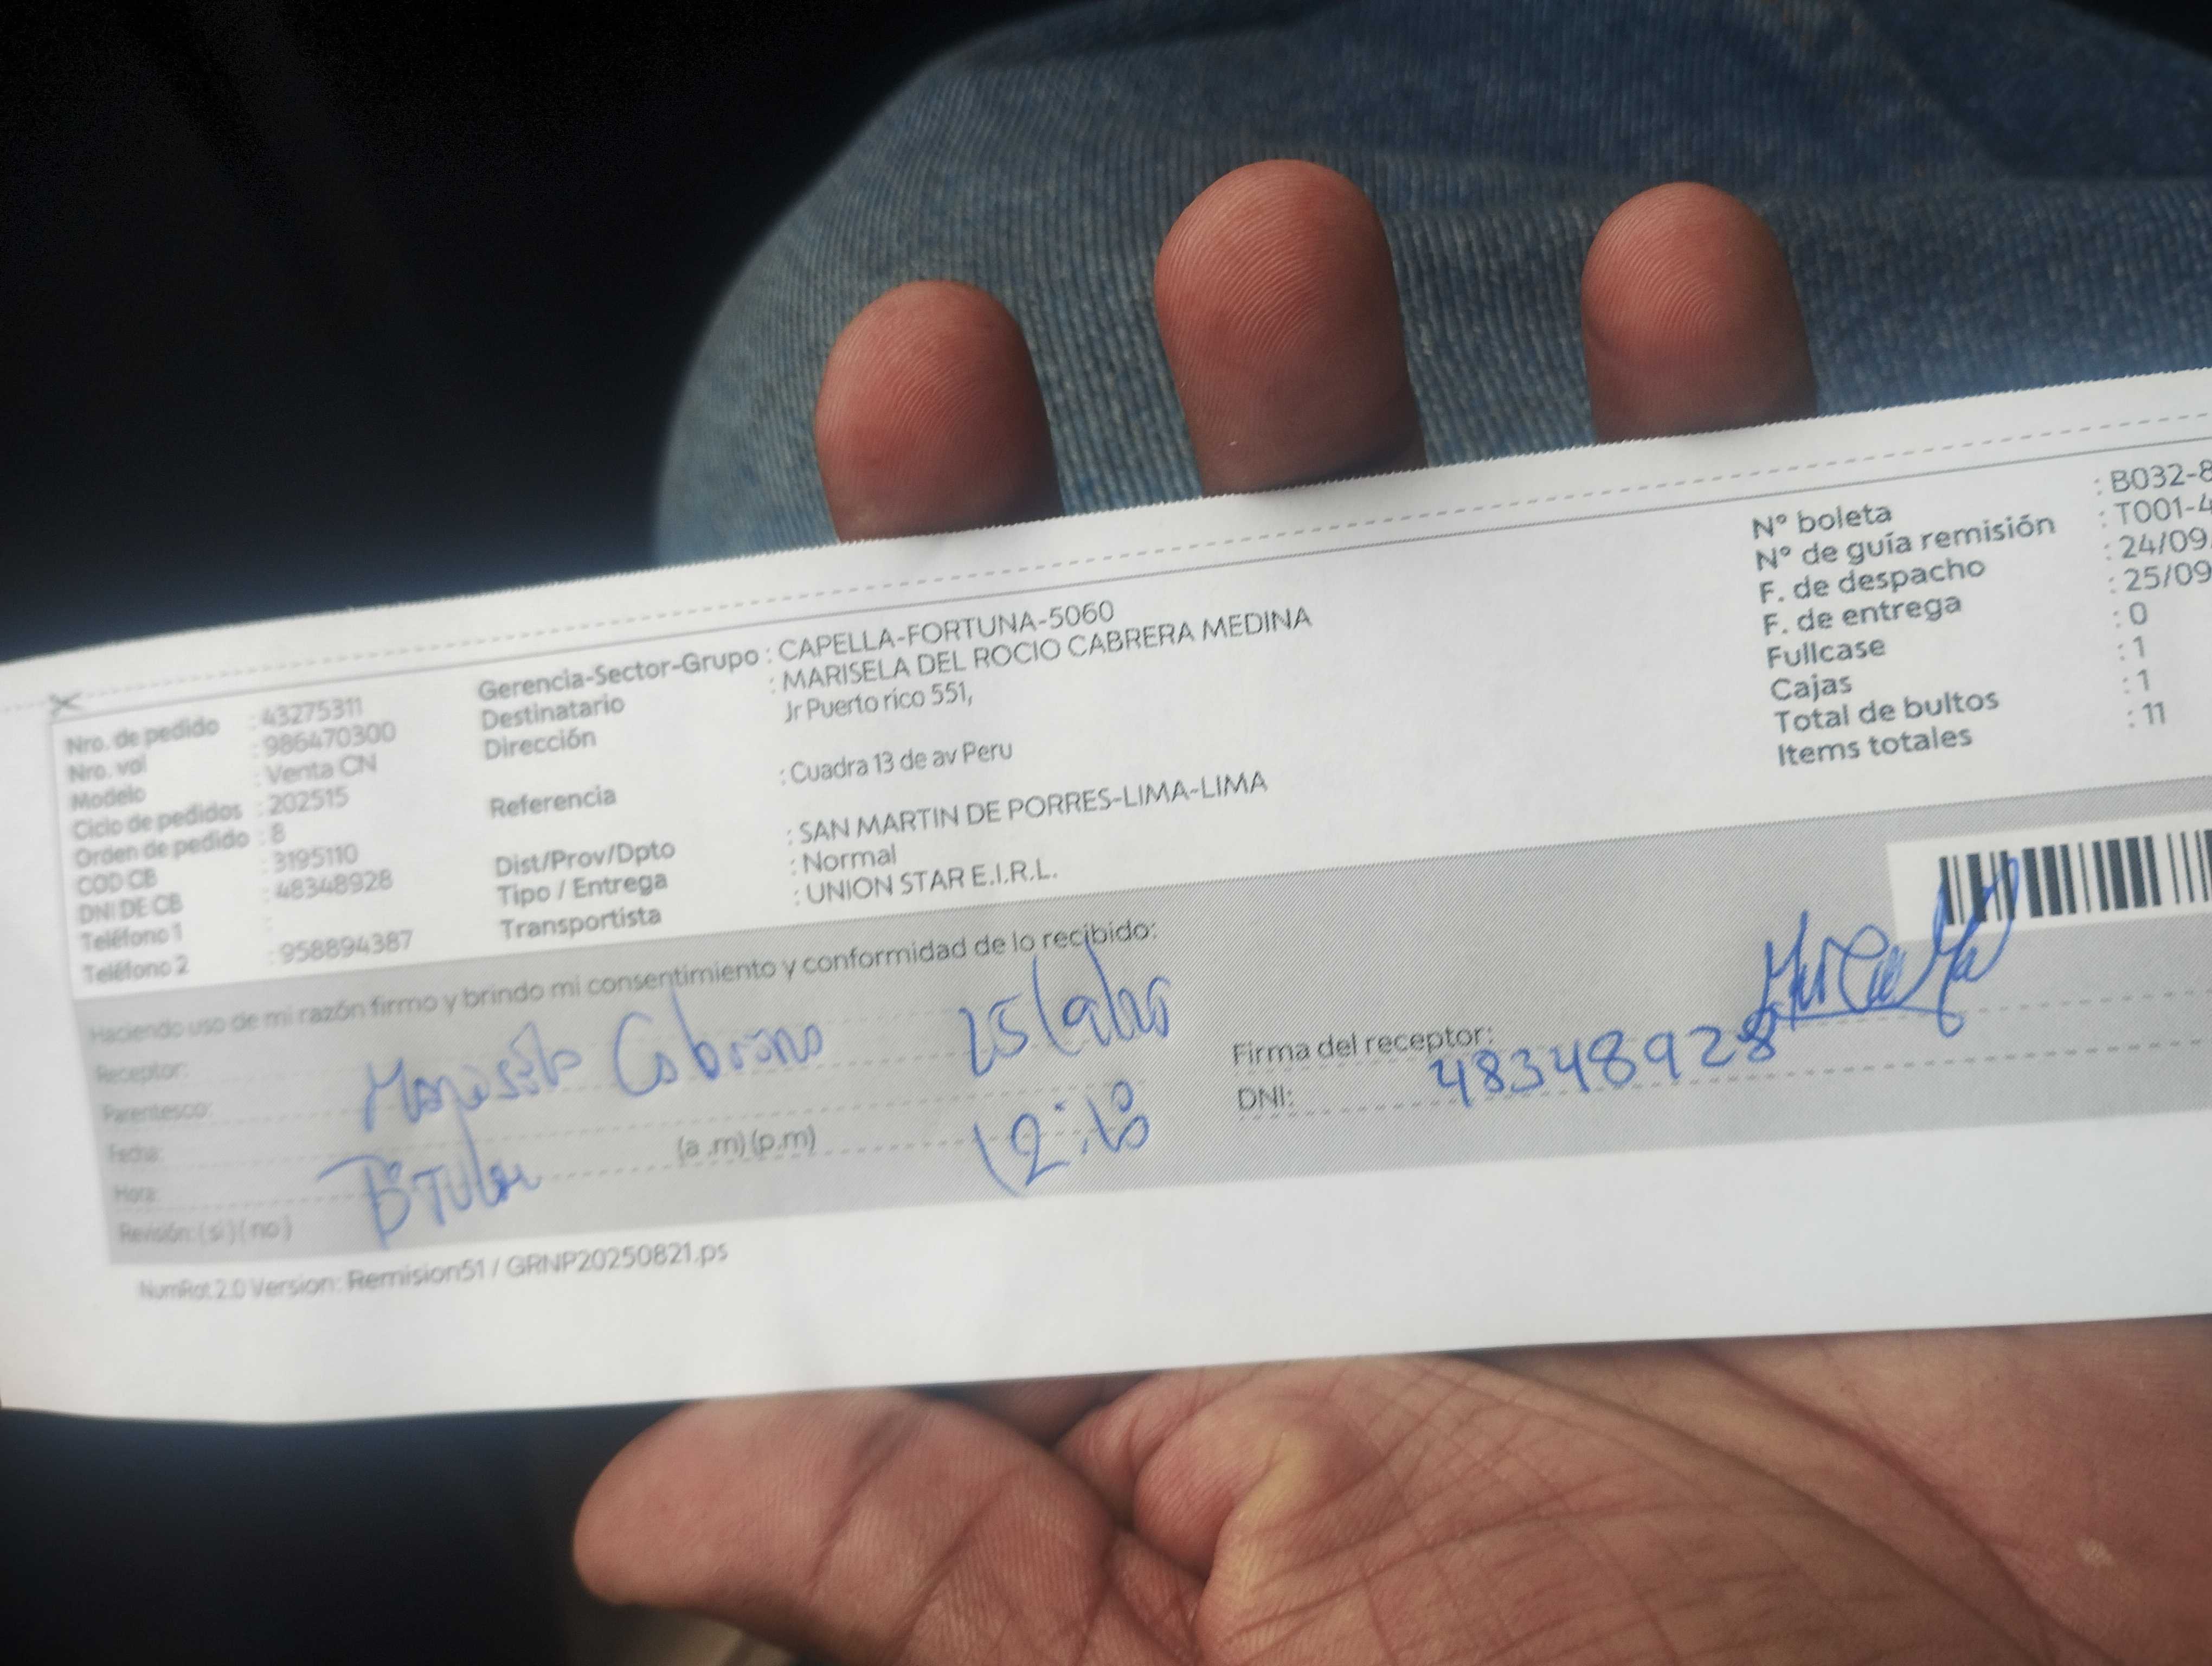 Nro. de pedido : 43275311
Nro. vol : 986470300
Modelo : Venta CN
Ciclo de pedidos : 202515
Orden de pedido : 8
COD CB : 3195110
DNI DE CB : 48348928
Teléfono 1 :
Teléfono 2 : 958894387
Gerencia-Sector-Grupo : CAPELLA-FORTUNA-5060
Destinatario : MARISELA DEL ROCIO CABRERA MEDINA
Dirección Jr Puerto rico 551,
Referencia : Cuadra 13 de av Peru
Dist/Prov/Dpto : SAN MARTIN DE PORRES-LIMA-LIMA
Tipo / Entrega : Normal
Transportista : UNION STAR E.I.R.L.
N° boleta : B032-8
N° de guía remisión : T001-4
F. de despacho : 24/09
F. de entrega : 25/09
Fullcase : 0
Cajas : 1
Total de bultos : 1
Items totales : 11
Haciendo uso de mi razón firmo y brindo mi consentimiento y conformidad de lo recibido:
Receptor:
Parentesco:
Fecha:
Hora: (a .m) (p.m)
Revisión: ( si ) ( no )
Firma del receptor:
DNI: 48348928
NumRot 2.0 Version: Remision51 / GRNP20250821.ps